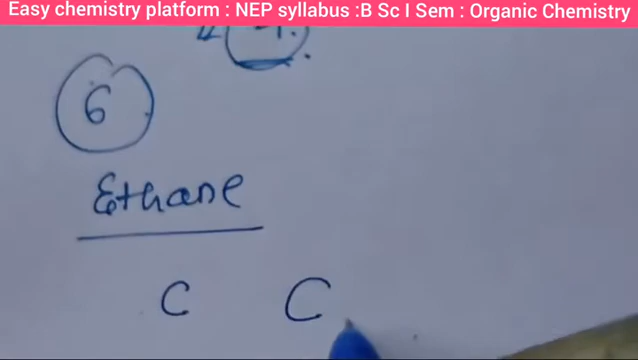 Easy chemistry platform : NEP syllabus :B Sc I Sem : Organic Chemistry
6
Ethane
C C